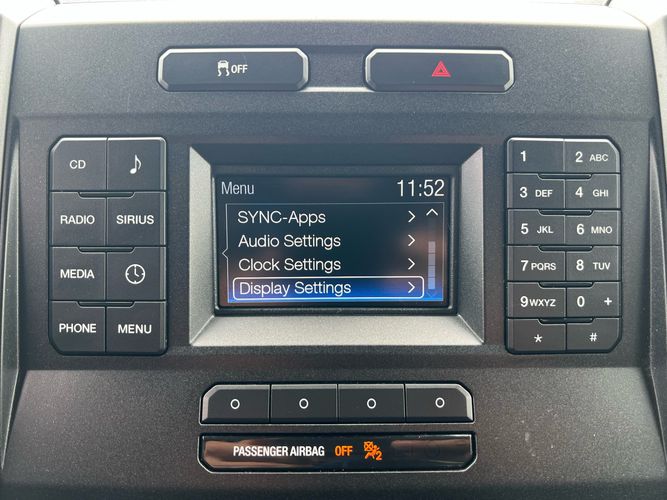 OFF
CD
RADIO SIRIUS
MEDIA
PHONE MENU
Menu 11:52
SYNC-Apps >
Audio Settings >
Clock Settings >
Display Settings >
1 2 ABC
3 DEF 4 GHI
5 JKL 6 MNO
7 PQRS 8 TUV
9 WXYZ 0 +
* #
PASSENGER AIRBAG OFF 2